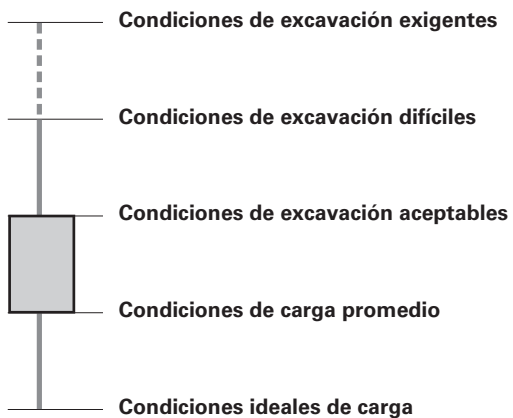 Condiciones de excavación exigentes
Condiciones de excavación difíciles
Condiciones de excavación aceptables
Condiciones de carga promedio
Condiciones ideales de carga